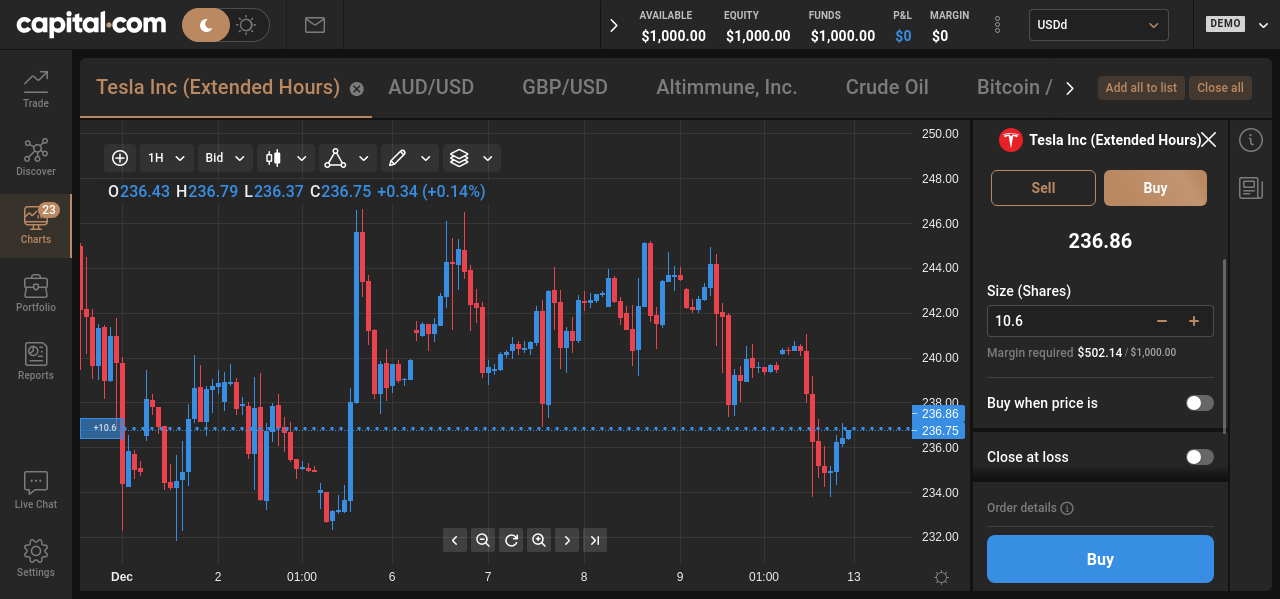 capital.com
AVAILABLE EQUITY FUNDS P&L MARGIN
$1,000.00 $1,000.00 $1,000.00 $0 $0
USDd
DEMO
Trade
Discover
23
Charts
Portfolio
Reports
Live Chat
Settings
Tesla Inc (Extended Hours) AUD/USD GBP/USD Altimmune, Inc. Crude Oil Bitcoin /
Add all to list Close all
1H Bid
O236.43 H236.79 L236.37 C236.75 +0.34 (+0.14%)
+10.6
250.00
248.00
246.00
244.00
242.00
240.00
238.00
236.86
236.75
236.00
234.00
232.00
Dec 2 01:00 6 7 8 9 01:00 13
Tesla Inc (Extended Hours)
Sell Buy
236.86
Size (Shares)
10.6
Margin required $502.14 / $1,000.00
Buy when price is
Close at loss
Order details
Buy